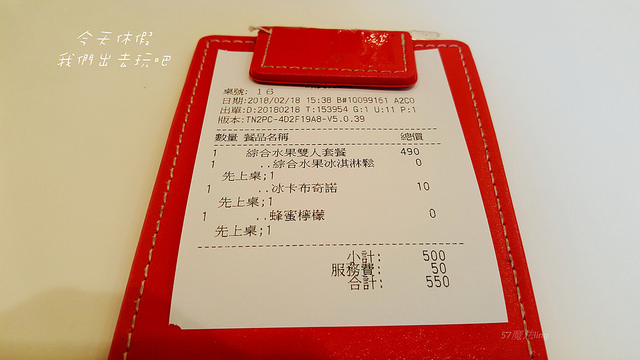 今天休假
我們出去玩吧
桌號: 16
日期:2018/02/18 15:38 B#10099161 A2C0
出單:D:20180218 T:153954 G:1 U:11 P:1
版本:TN2PC-4D2F19A8-V5.0.39
數量 餐品名稱 總價
1 綜合水果雙人套餐 490
1 ..綜合水果冰淇淋鬆 0
先上桌;1
1 ..冰卡布奇諾 10
先上桌;1
1 ..蜂蜜檸檬 0
先上桌;1
小計: 500
服務費: 50
合計: 550